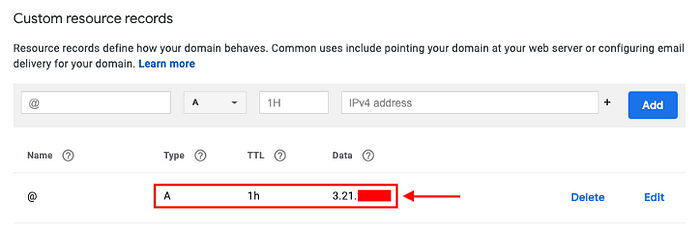 Custom resource records
Resource records define how your domain behaves. Common uses include pointing your domain at your web server or configuring email
delivery for your domain. Learn more
@ A 1H IPv4 address + Add
Name Type TTL Data
@ A 1h 3.21. Delete Edit